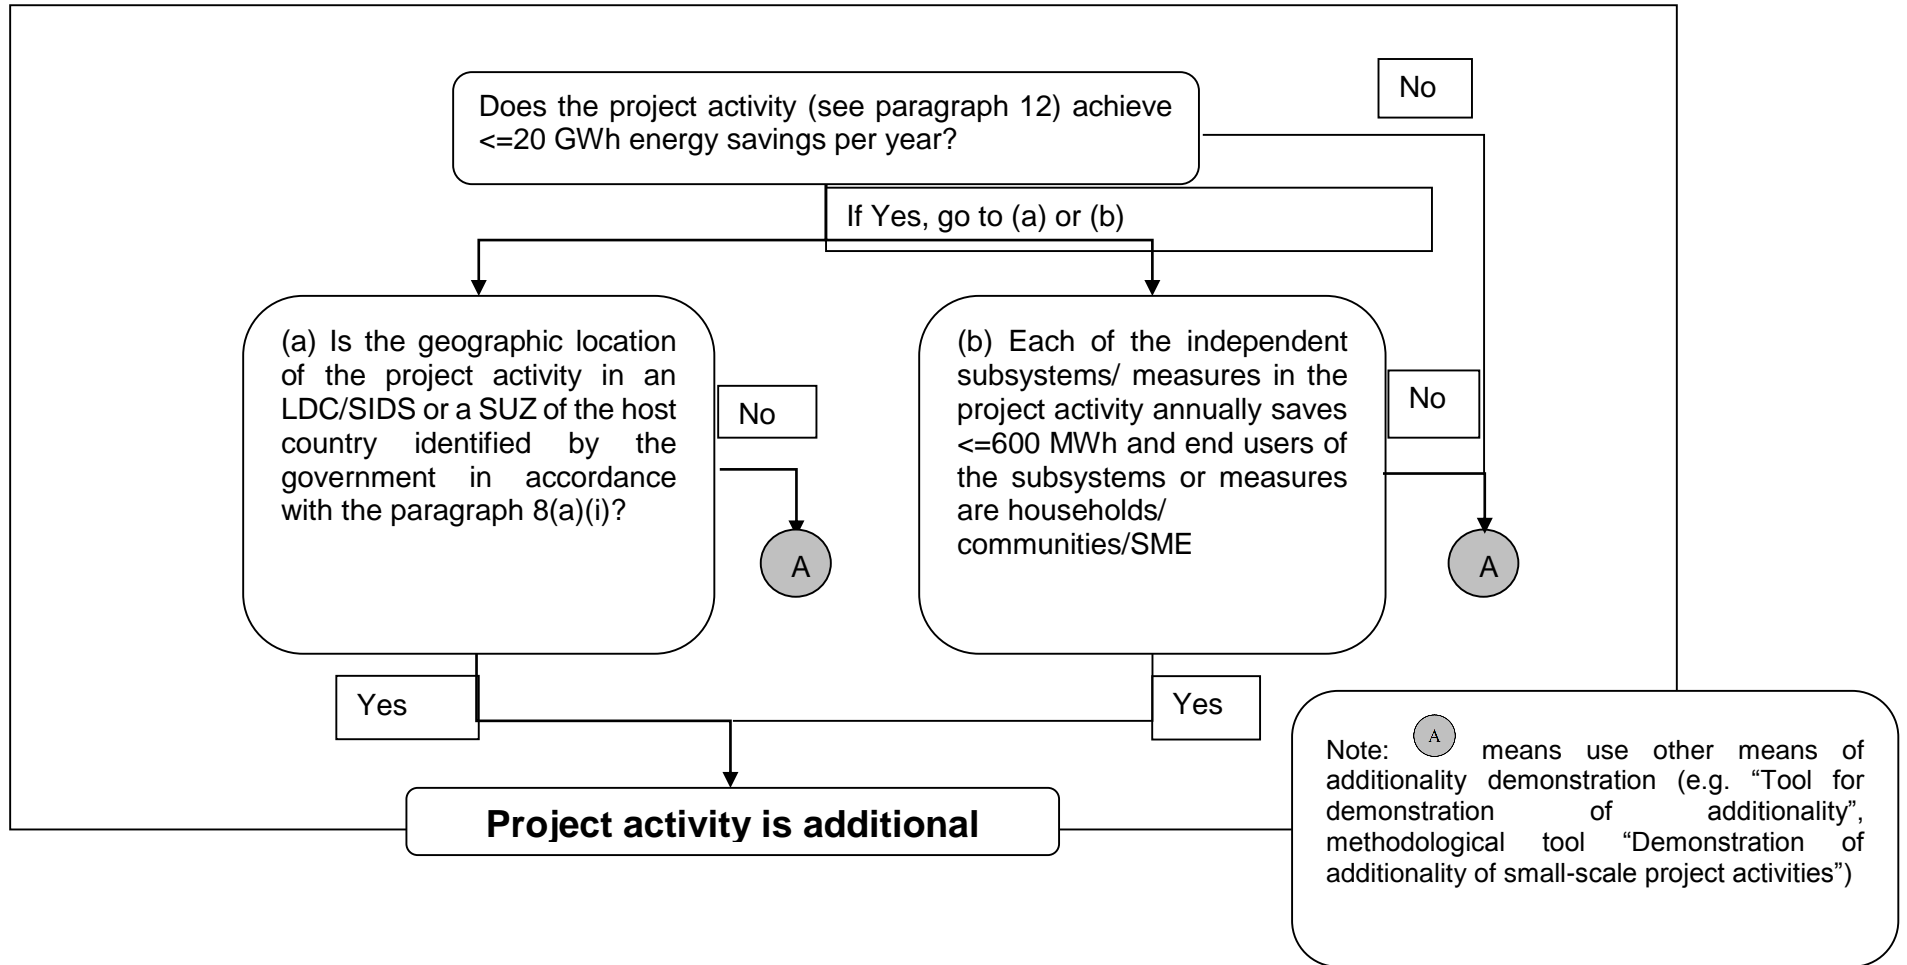 No
Does the project activity (see paragraph 12) achieve
<=20 GWh energy savings per year?
If Yes, go to (a) or (b)
(a) Is the geographic location
of the project activity in an
LDC/SIDS or a SUZ of the host
country identified by the
government in accordance
with the paragraph 8(a)(i)?
No
A
(b) Each of the independent
subsystems/ measures in the
project activity annually saves
<=600 MWh and end users of
the subsystems or measures
are households/
communities/SME
No
A
Yes
Yes
Project activity is additional
Note: A means use other means of
additionality demonstration (e.g. “Tool for
demonstration of additionality”,
methodological tool “Demonstration of
additionality of small-scale project activities”)